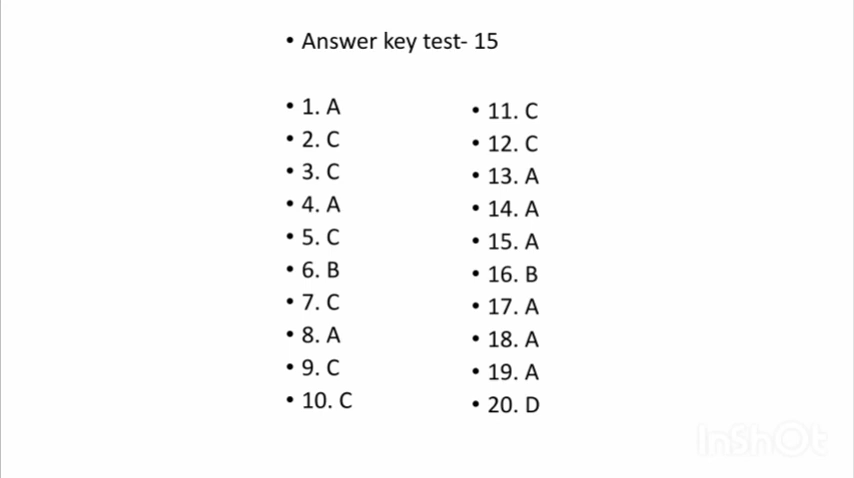 • Answer key test- 15
• 1. A
• 2. C
• 3. C
• 4. A
• 5. C
• 6. B
• 7. C
• 8. A
• 9. C
• 10. C
• 11. C
• 12. C
• 13. A
• 14. A
• 15. A
• 16. B
• 17. A
• 18. A
• 19. A
• 20. D
InShOt